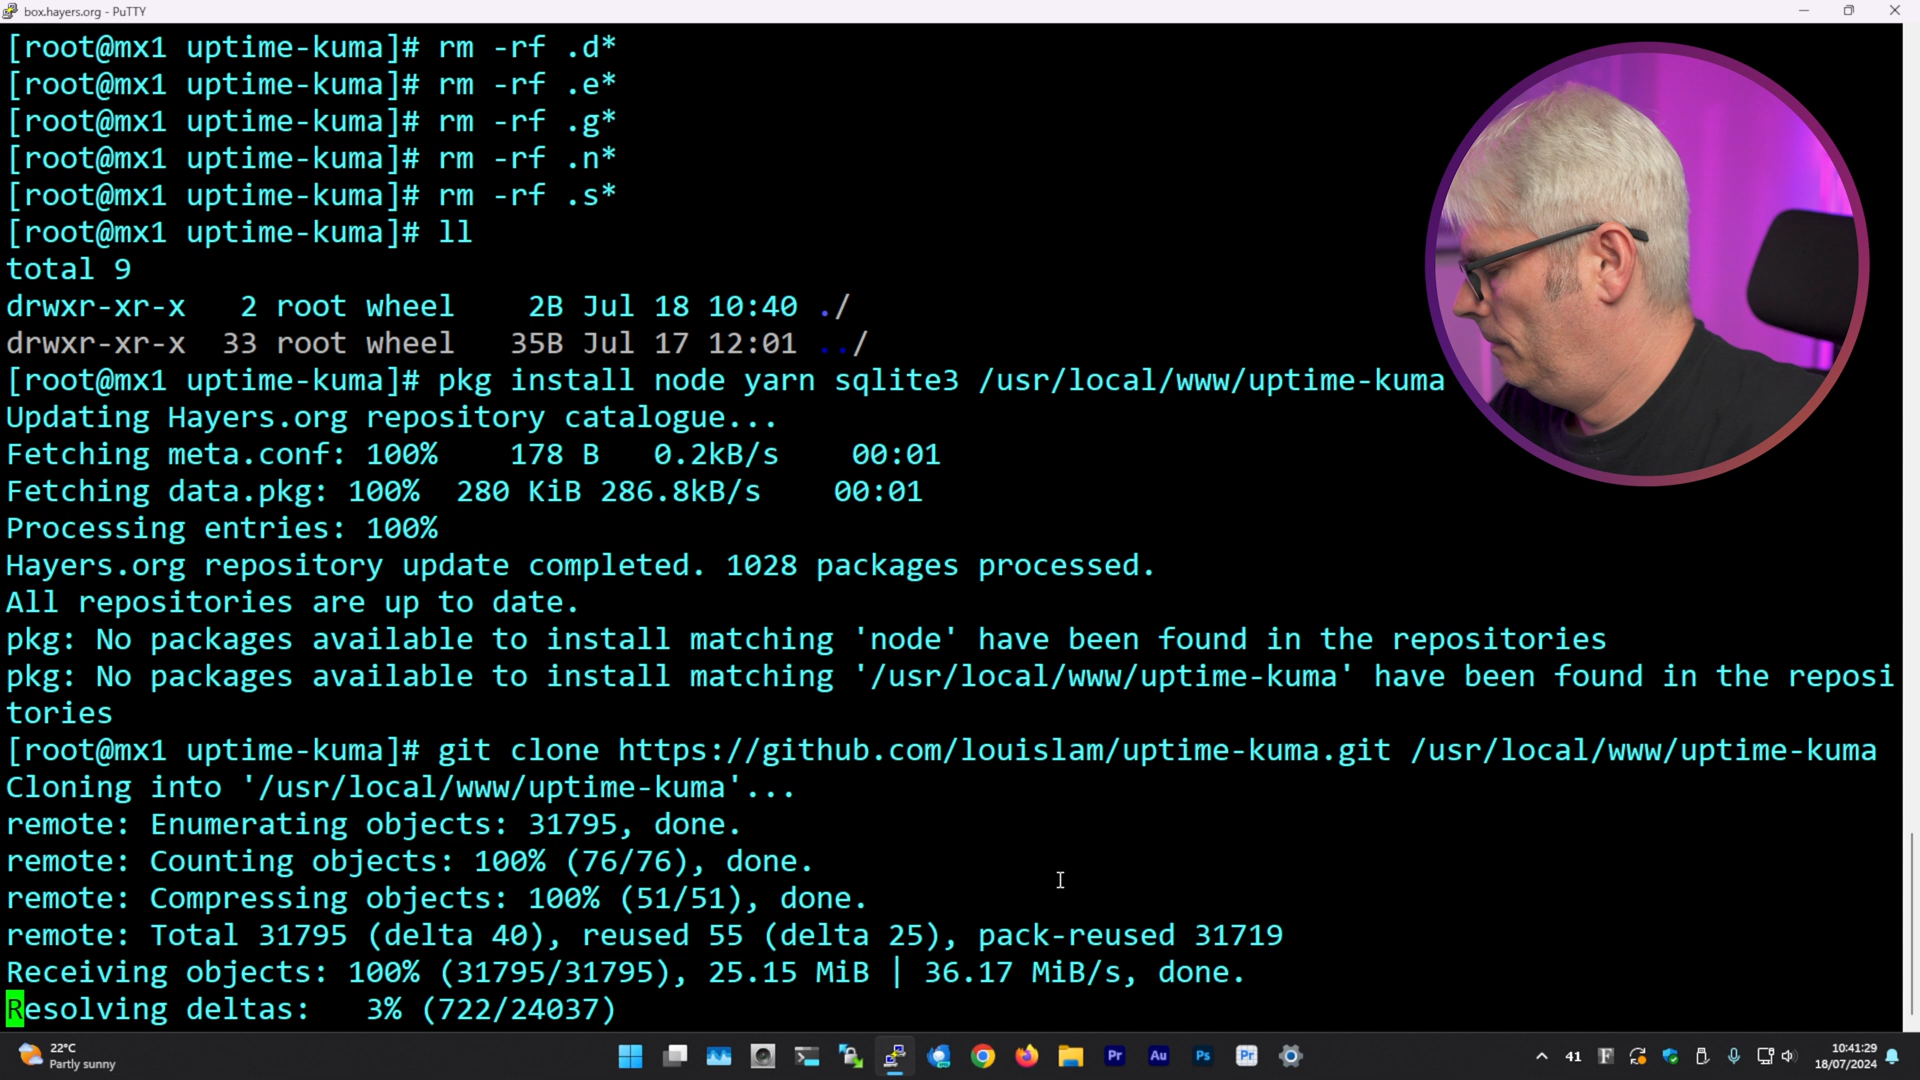 box.hayers.org - PuTTY
[root@mx1 uptime-kuma]# rm -rf .d*
[root@mx1 uptime-kuma]# rm -rf .e*
[root@mx1 uptime-kuma]# rm -rf .g*
[root@mx1 uptime-kuma]# rm -rf .n*
[root@mx1 uptime-kuma]# rm -rf .s*
[root@mx1 uptime-kuma]# ll
total 9
drwxr-xr-x   2 root wheel    2B Jul 18 10:40 ./
drwxr-xr-x  33 root wheel   35B Jul 17 12:01 ../
[root@mx1 uptime-kuma]# pkg install node yarn sqlite3 /usr/local/www/uptime-kuma
Updating Hayers.org repository catalogue...
Fetching meta.conf: 100%    178 B   0.2kB/s    00:01
Fetching data.pkg: 100%  280 KiB 286.8kB/s    00:01
Processing entries: 100%
Hayers.org repository update completed. 1028 packages processed.
All repositories are up to date.
pkg: No packages available to install matching 'node' have been found in the repositories
pkg: No packages available to install matching '/usr/local/www/uptime-kuma' have been found in the reposi
tories
[root@mx1 uptime-kuma]# git clone https://github.com/louislam/uptime-kuma.git /usr/local/www/uptime-kuma
Cloning into '/usr/local/www/uptime-kuma'...
remote: Enumerating objects: 31795, done.
remote: Counting objects: 100% (76/76), done.
remote: Compressing objects: 100% (51/51), done.
remote: Total 31795 (delta 40), reused 55 (delta 25), pack-reused 31719
Receiving objects: 100% (31795/31795), 25.15 MiB | 36.17 MiB/s, done.
Resolving deltas:   3% (722/24037)
22°C
Partly sunny
Pr
Au
Ps
Pr
41
F
10:41:29
18/07/2024